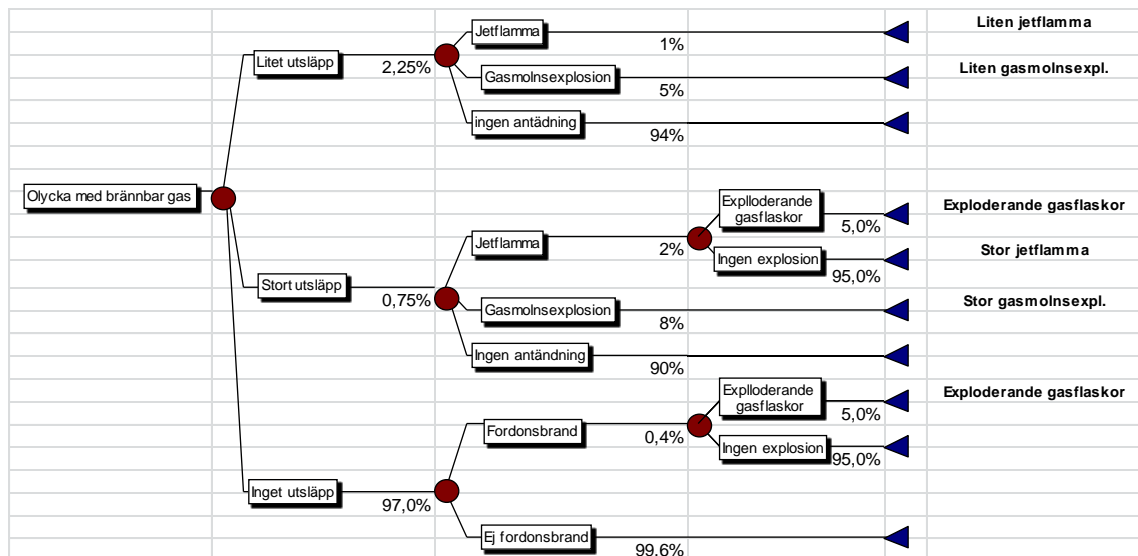 Jetflamma
1%
Liten jetflamma
Litet utsläpp
2,25%
Gasmolnsexplosion
5%
Liten gasmolnsexpl.
ingen antädning
94%
Olycka med brännbar gas
Explloderande
gasflaskor
5,0%
Exploderande gasflaskor
Jetflamma
2%
Ingen explosion
95,0%
Stor jetflamma
Stort utsläpp
0,75%
Gasmolnsexplosion
8%
Stor gasmolnsexpl.
Ingen antändning
90%
Explloderande
gasflaskor
5,0%
Exploderande gasflaskor
Fordonsbrand
0,4%
Ingen explosion
95,0%
Inget utsläpp
97,0%
Ej fordonsbrand
99,6%